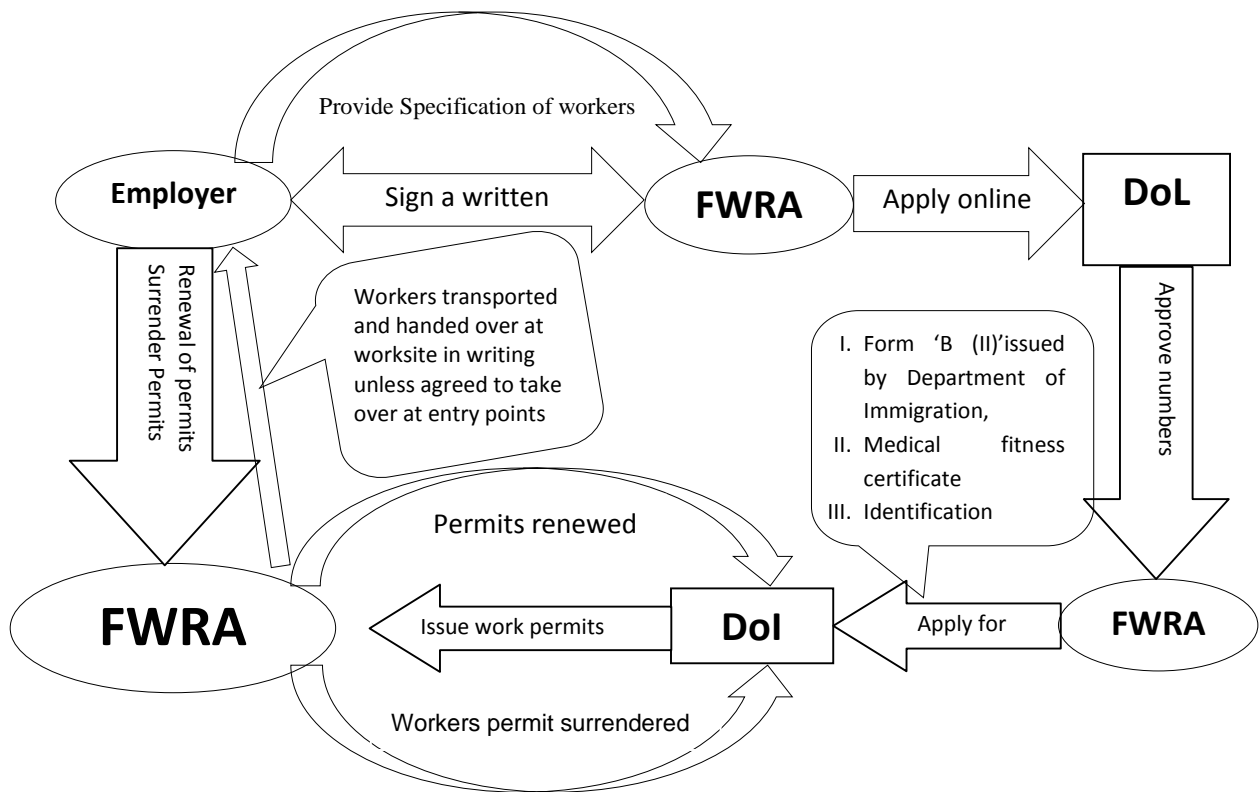 Provide Specification of workers
Employer
Sign a written
FWRA
Apply online
DoL
Renewal of permits
Surrender Permits
Workers transported
and handed over at
worksite in writing
unless agreed to take
over at entry points
I. Form ‘B (II)’issued
by Department of
Immigration,
II. Medical fitness
certificate
III. Identification
Approve numbers
Permits renewed
FWRA
Issue work permits
DoI
Apply for
FWRA
Workers permit surrendered